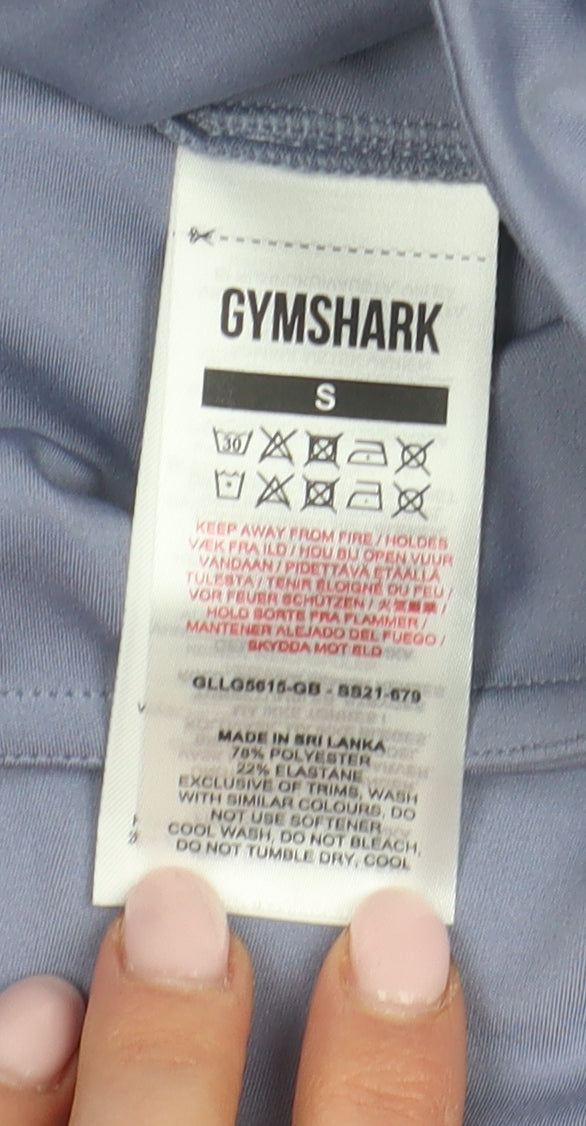 GYMSHARK
S
30
KEEP AWAY FROM FIRE / HOLDES
VÆK FRA ILD / HOU BIJ OPEN VUUR
VANDAAN / PIDETTÄVÄ ETÄÄLLÄ
TULESTA / TENIR ÉLOIGNÉ DU FEU /
VOR FEUER SCHÜTZEN / 火気厳禁 /
HOLD BORTE FRA FLAMMER /
MANTENER ALEJADO DEL FUEGO /
SKYDDA MOT ELD
GLLG5615-GB - SS21-679
MADE IN SRI LANKA
78% POLYESTER
22% ELASTANE
EXCLUSIVE OF TRIMS, WASH
WITH SIMILAR COLOURS, DO
NOT USE SOFTENER
COOL WASH, DO NOT BLEACH,
DO NOT TUMBLE DRY, COOL